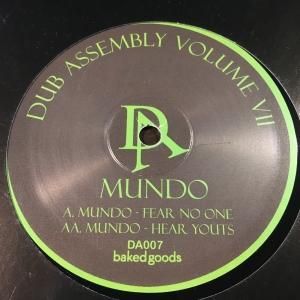 DUB ASSEMBLY VOLUME VII
DA
MUNDO
A. MUNDO - FEAR NO ONE
AA. MUNDO - HEAR YOUTS
DA007
baked goods